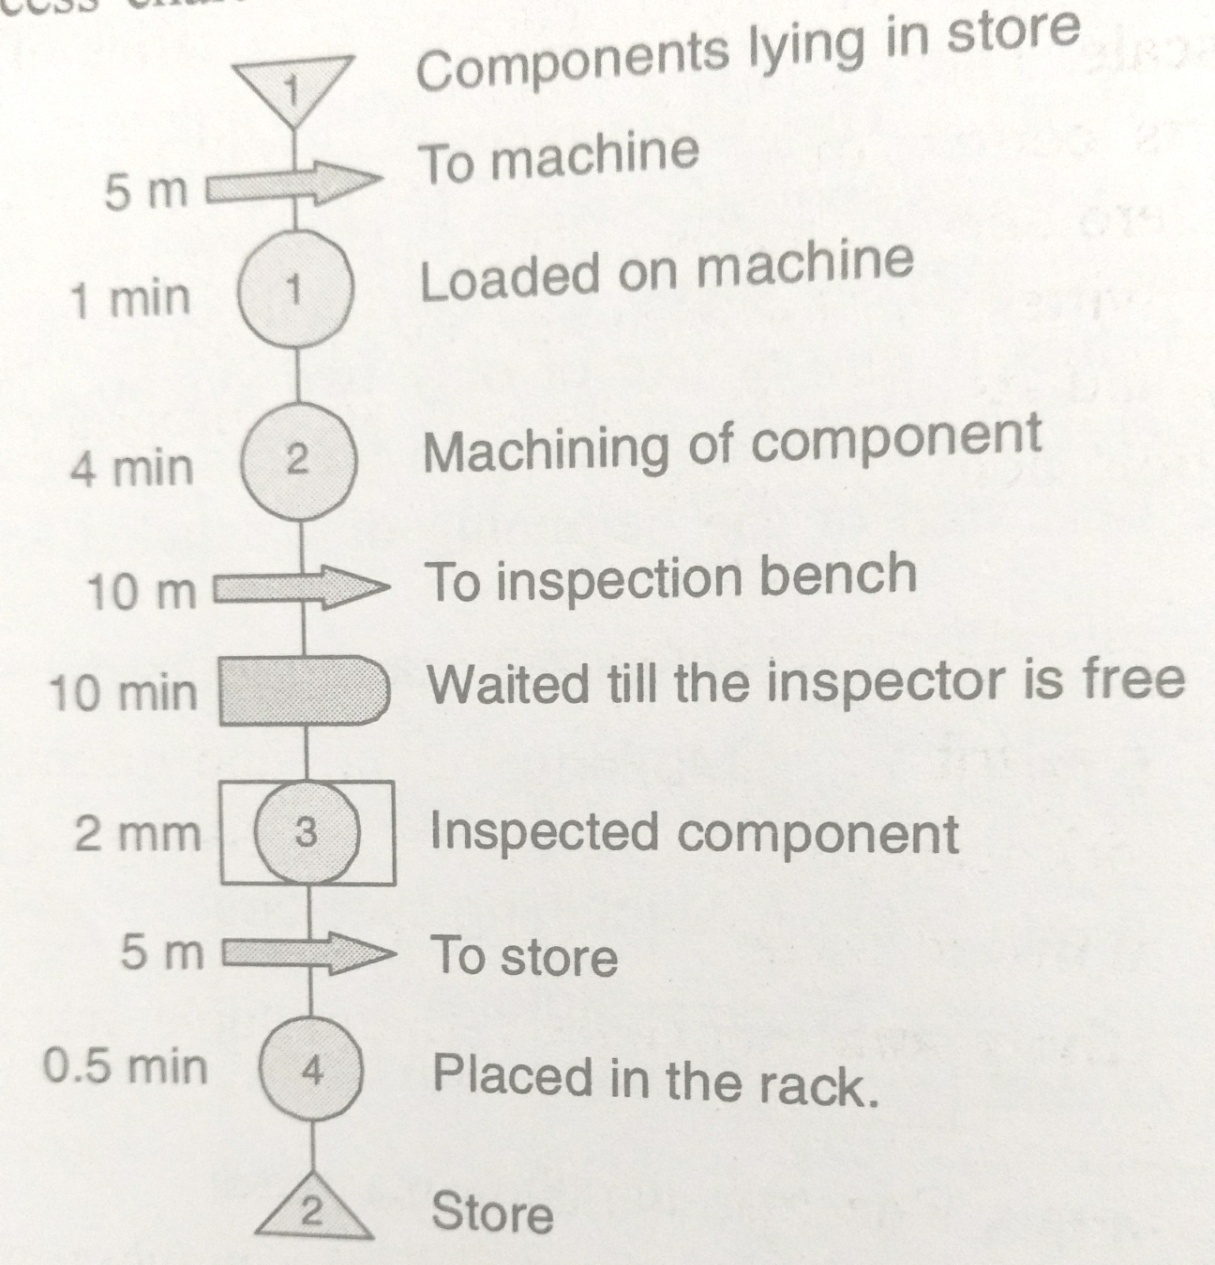 1 Components lying in store
5 m To machine
1 min 1 Loaded on machine
4 min 2 Machining of component
10 m To inspection bench
10 min Waited till the inspector is free
2 mm 3 Inspected component
5 m To store
0.5 min 4 Placed in the rack.
2 Store